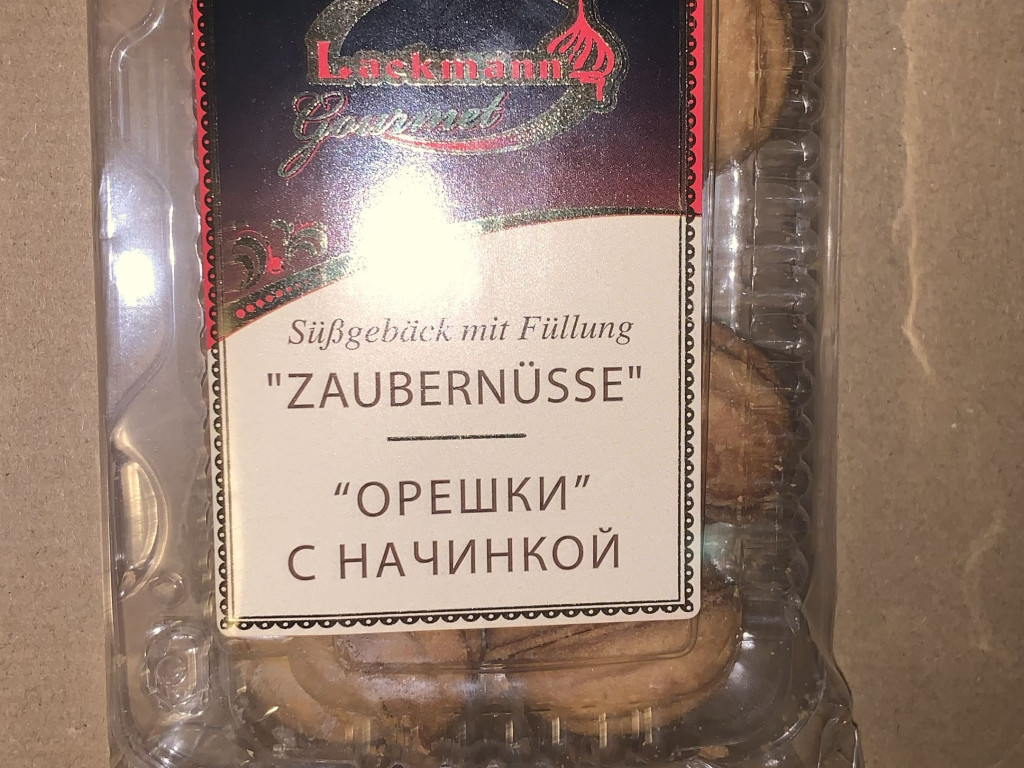 Lackmann
Gourmet
Süßgebäck mit Füllung
"ZAUBERNÜSSE"
“ОРЕШКИ”
С НАЧИНКОЙ